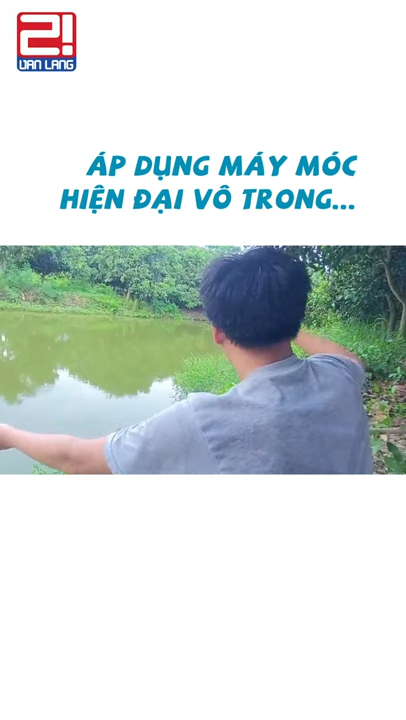 2!
VAN LANG
ÁP DỤNG MÁY MÓC
HIỆN ĐẠI VÔ TRONG...